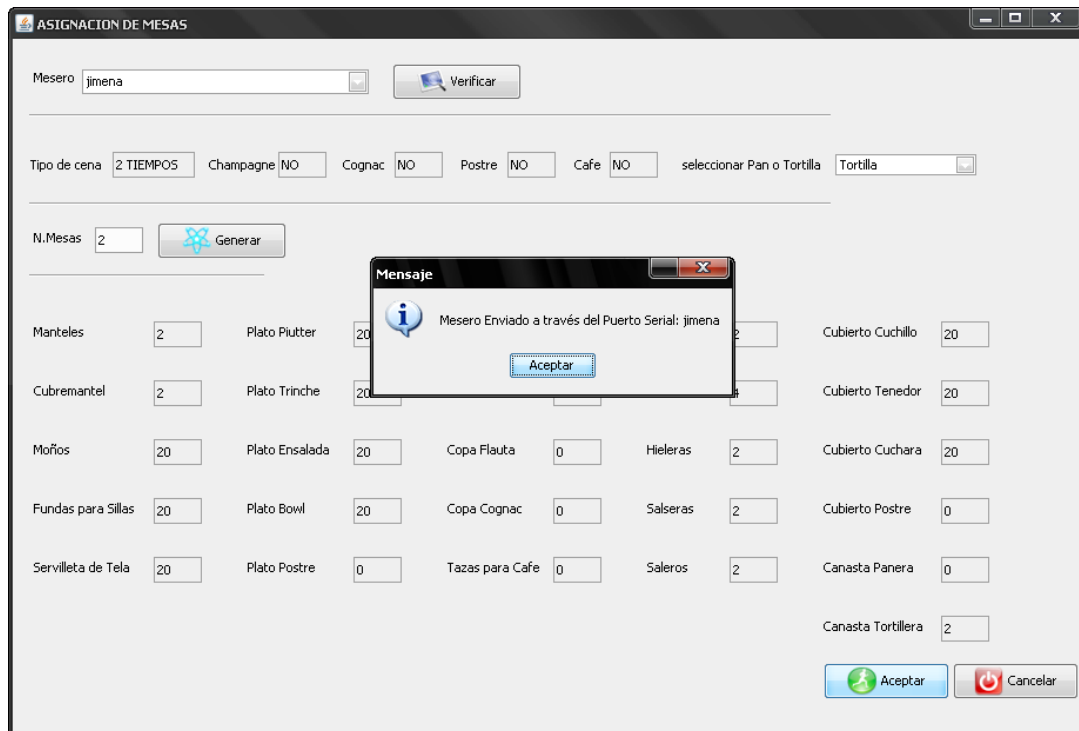 ASIGNACION DE MESAS
Mesero jimena Verificar
Tipo de cena 2 TIEMPOS Champagne NO Cognac NO Postre NO Cafe NO seleccionar Pan o Tortilla Tortilla
N.Mesas 2 Generar
Mensaje
Mesero Enviado a través del Puerto Serial: jimena
Aceptar
Manteles 2 Plato Piutter 20 Cubierto Cuchillo 20
Cubremantel 2 Plato Trinche 20 Cubierto Tenedor 20
Moños 20 Plato Ensalada 20 Copa Flauta 0 Hieleras 2 Cubierto Cuchara 20
Fundas para Sillas 20 Plato Bowl 20 Copa Cognac 0 Salseras 2 Cubierto Postre 0
Servilleta de Tela 20 Plato Postre 0 Tazas para Cafe 0 Saleros 2 Canasta Panera 0
Canasta Tortillera 2
Aceptar Cancelar